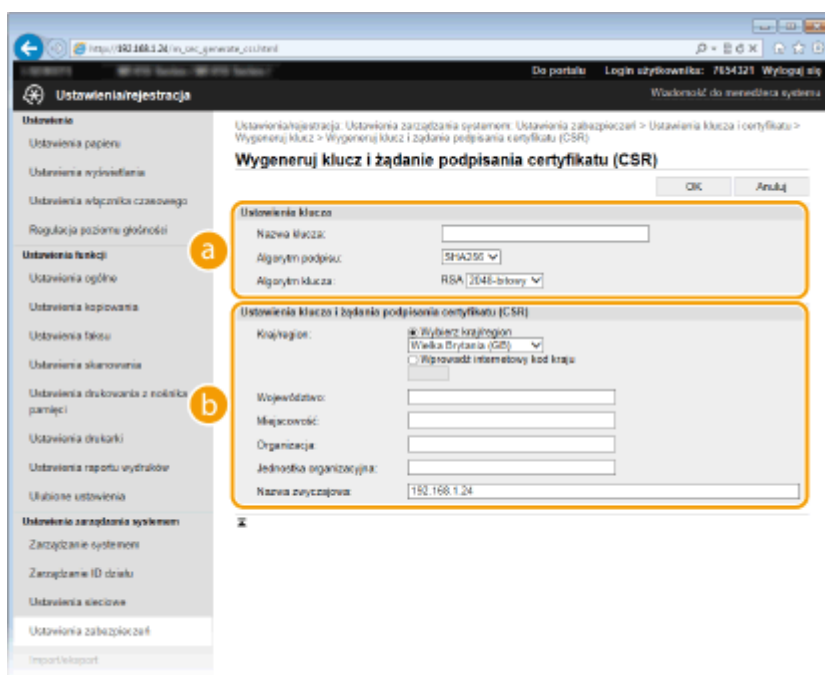 http://192.168.1.24/m_sec_generate_csr.html
Do portalu Login użytkownika: 7654321 Wyloguj się
Ustawienia/rejestracja
Wiadomość do menedżera systemu
Ustawienia
Ustawienia papieru
Ustawienia wyświetlania
Ustawienia włącznika czasowego
Regulacja poziomu głośności
Ustawienia funkcji
Ustawienia ogólne
Ustawienia kopiowania
Ustawienia faksu
Ustawienia skanowania
Ustawienia drukowania z nośnika
pamięci
Ustawienia drukarki
Ustawienia raportu wydruków
Ulubione ustawienia
Ustawienia zarządzania systemem
Zarządzanie systemem
Zarządzanie ID działu
Ustawienia sieciowe
Ustawienia zabezpieczeń
Import/eksport
Ustawienia/rejestracja: Ustawienia zarządzania systemem: Ustawienia zabezpieczeń > Ustawienia klucza i certyfikatu >
Wygeneruj klucz > Wygeneruj klucz i żądanie podpisania certyfikatu (CSR)
Wygeneruj klucz i żądanie podpisania certyfikatu (CSR)
OK Anuluj
a
Ustawienia klucza
Nazwa klucza:
Algorytm podpisu: SHA256
Algorytm klucza: RSA 2048-bitowy
b
Ustawienia klucza i żądania podpisania certyfikatu (CSR)
Kraj/region: Wybierz kraj/region
Wielka Brytania (GB)
Wprowadź internetowy kod kraju
Województwo:
Miejscowość:
Organizacja:
Jednostka organizacyjna:
Nazwa zwyczajowa: 192.168.1.24